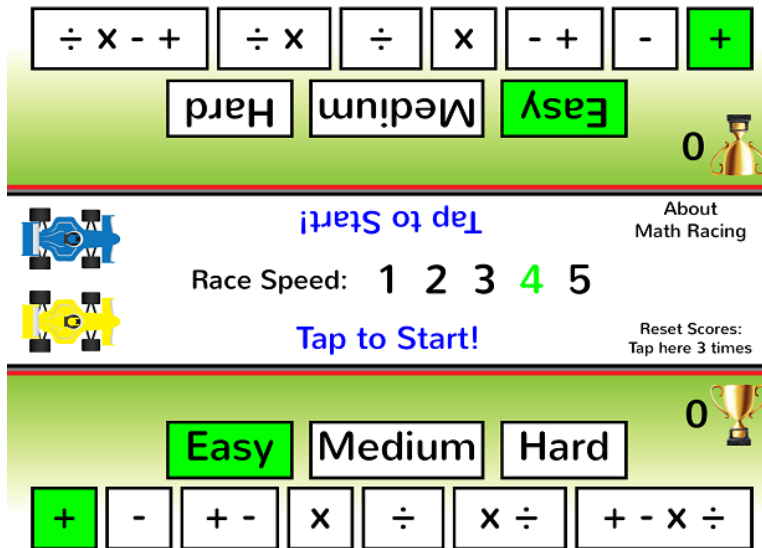 ÷ x - + ÷ x ÷ x - + - +
Hard Medium Easy
0
Tap to Start!
About
Math Racing
Race Speed: 1 2 3 4 5
Tap to Start!
Reset Scores:
Tap here 3 times
0
Easy Medium Hard
+ - + - x ÷ x ÷ + - x ÷